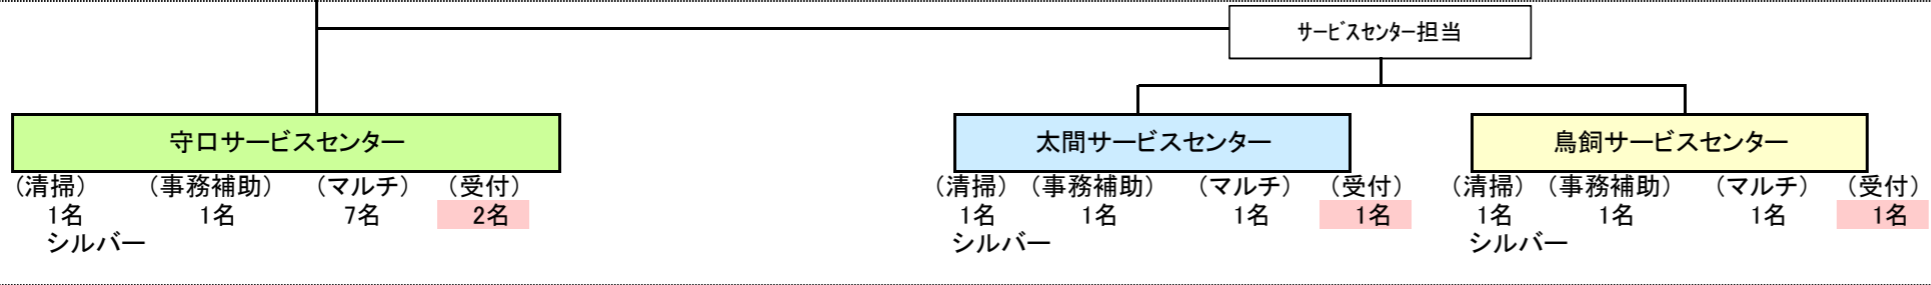 サービスセンター担当
守口サービスセンター 太間サービスセンター 鳥飼サービスセンター
（清掃） （事務補助） （マルチ） （受付） （清掃） （事務補助） （マルチ） （受付） （清掃） （事務補助） （マルチ） （受付）
1名 1名 7名 2名 1名 1名 1名 1名 1名 1名 1名 1名
シルバー シルバー シルバー